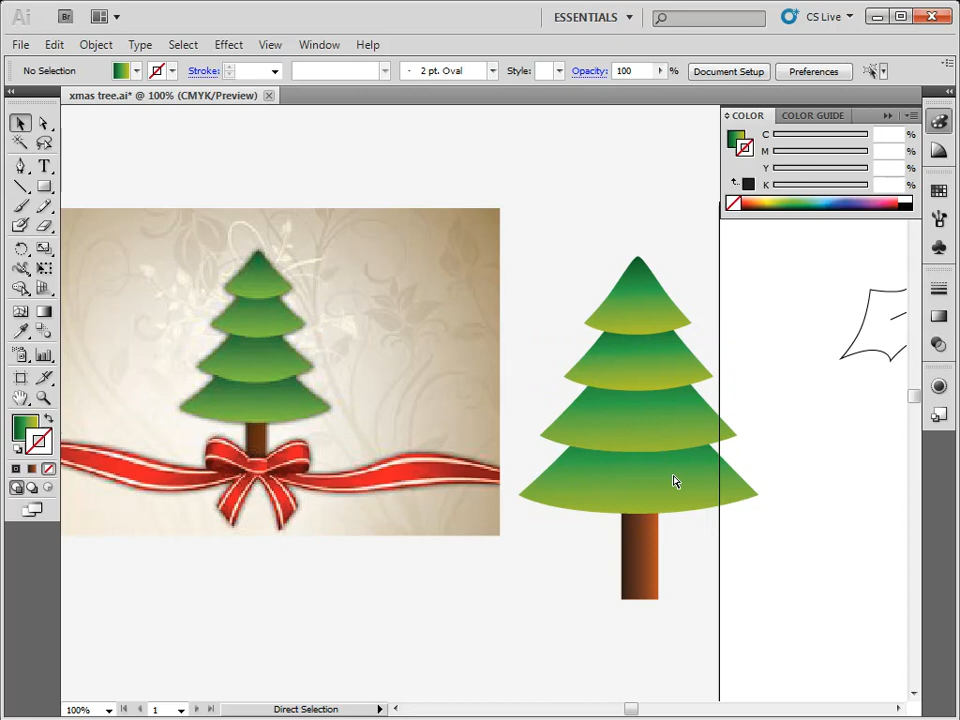 Ai Br ESSENTIALS CS Live
File Edit Object Type Select Effect View Window Help
No Selection Stroke: 2 pt. Oval Style: Opacity: 100 % Document Setup Preferences
xmas tree.ai* @ 100% (CMYK/Preview)
COLOR COLOR GUIDE
C %
M %
Y %
K %
T
100% 1 Direct Selection